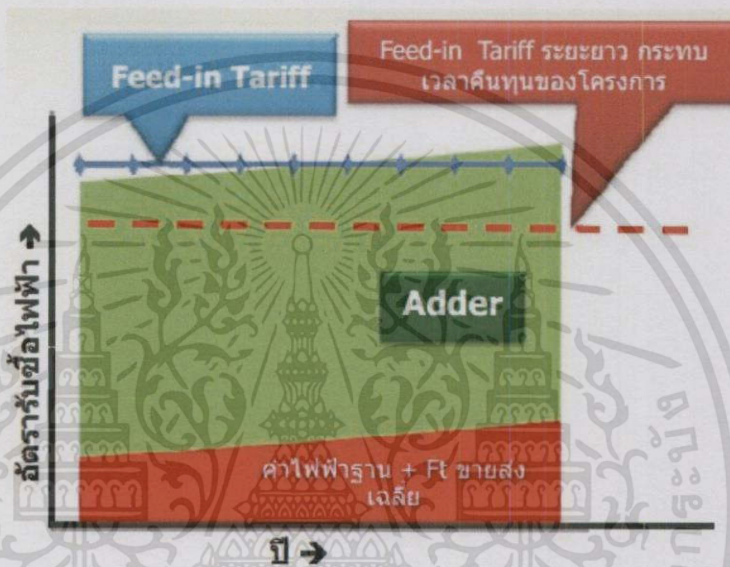 Feed-in Tariff
Feed-in Tariff ระยะยาว กระทบ
เวลาคืนทุนของโครงการ
อัตรารับซื้อไฟฟ้า →
Adder
ค่าไฟฟ้าฐาน + Ft ขายส่ง
เฉลี่ย
ปี →